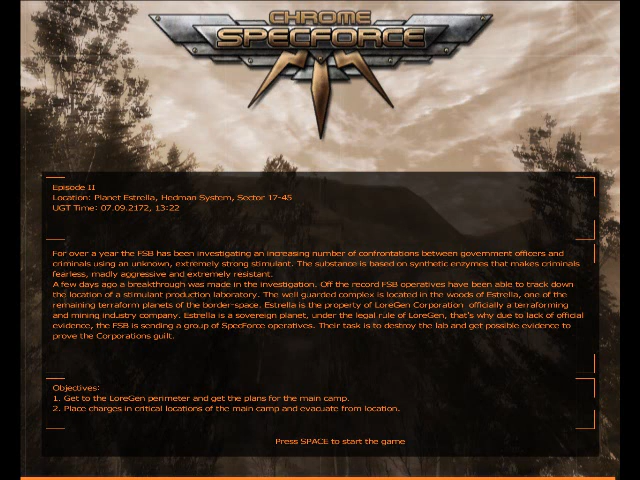 CHROME
SPECFORCE
Episode II
Location: Planet Estrella, Hedman System, Sector 17-45
UGT Time: 07.09.2172, 13:22
For over a year the FSB has been investigating an increasing number of confrontations between government officers and
criminals using an unknown, extremely strong stimulant. The substance is based on synthetic enzymes that makes criminals
fearless, madly aggressive and extremely resistant.
A few days ago a breakthrough was made in the investigation. Off the record FSB operatives have been able to track down
the location of a stimulant production laboratory. The well guarded complex is located in the woods of Estrella, one of the
remaining terraform planets of the border-space. Estrella is the property of LoreGen Corporation  officially a terraforming
and mining industry company. Estrella is a sovereign planet, under the legal rule of LoreGen, that's why due to lack of official
evidence, the FSB is sending a group of SpecForce operatives. Their task is to destroy the lab and get possible evidence to
prove the Corporations guilt.
Objectives:
1. Get to the LoreGen perimeter and get the plans for the main camp.
2. Place charges in critical locations of the main camp and evacuate from location.
Press SPACE to start the game